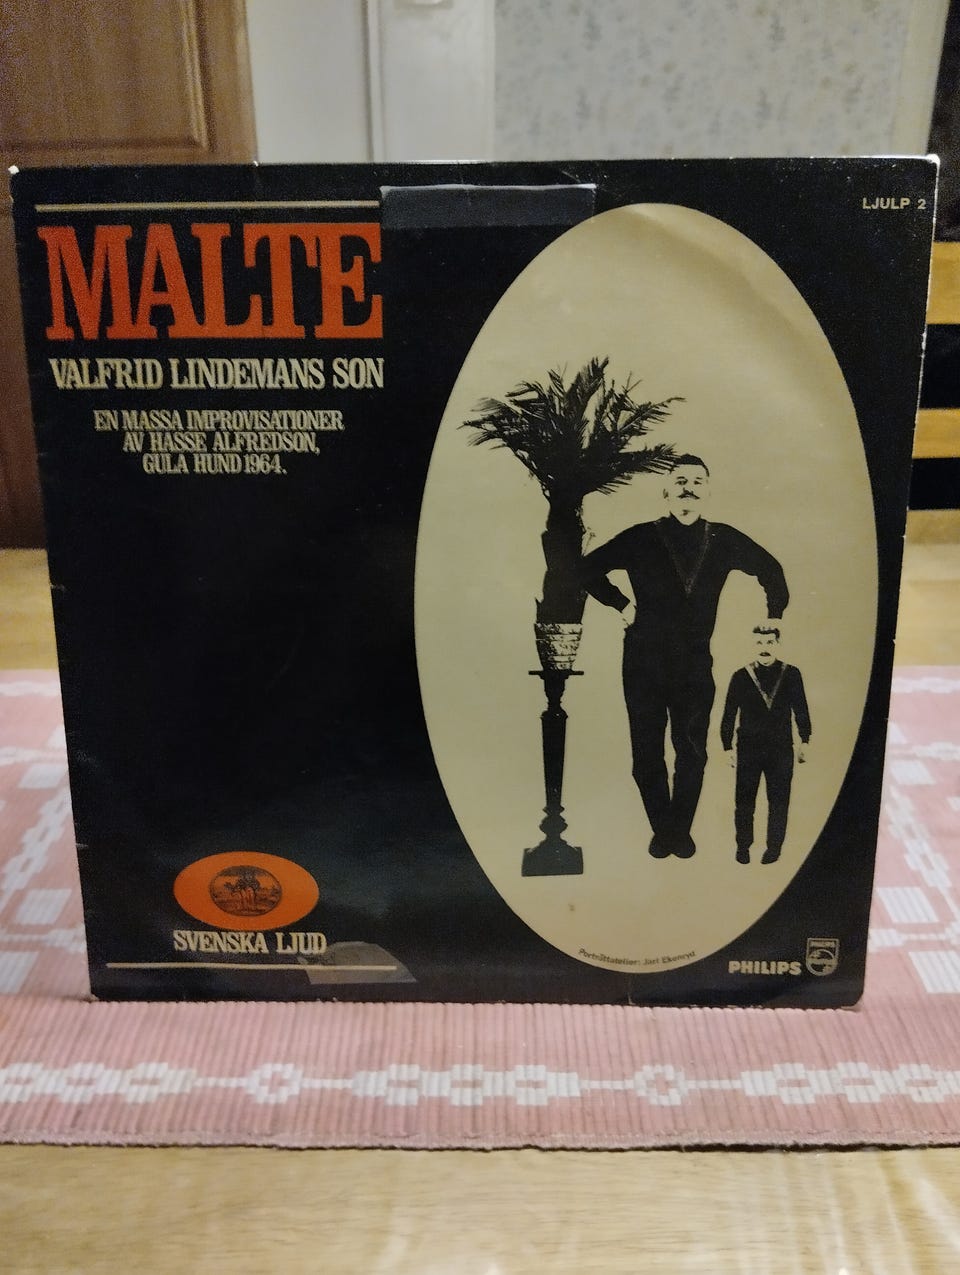 LJULP 2
MALTE
VALFRID LINDEMANS SON
EN MASSA IMPROVISATIONER
AV HASSE ALFREDSON,
GULA HUND 1964.
SVENSKA LJUD
Porträttateljer: Jarl Ekenryd
PHILIPS
PHILIPS